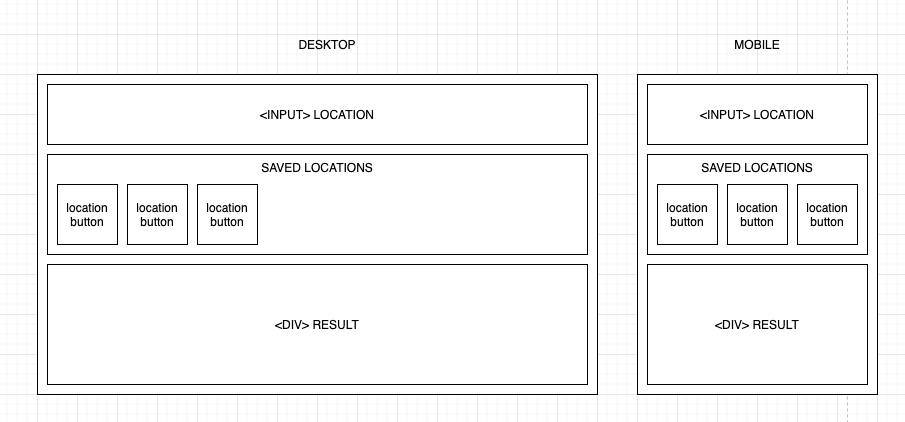 DESKTOP
MOBILE
<INPUT> LOCATION
SAVED LOCATIONS
location
button
location
button
location
button
<DIV> RESULT
<INPUT> LOCATION
SAVED LOCATIONS
location
button
location
button
location
button
<DIV> RESULT